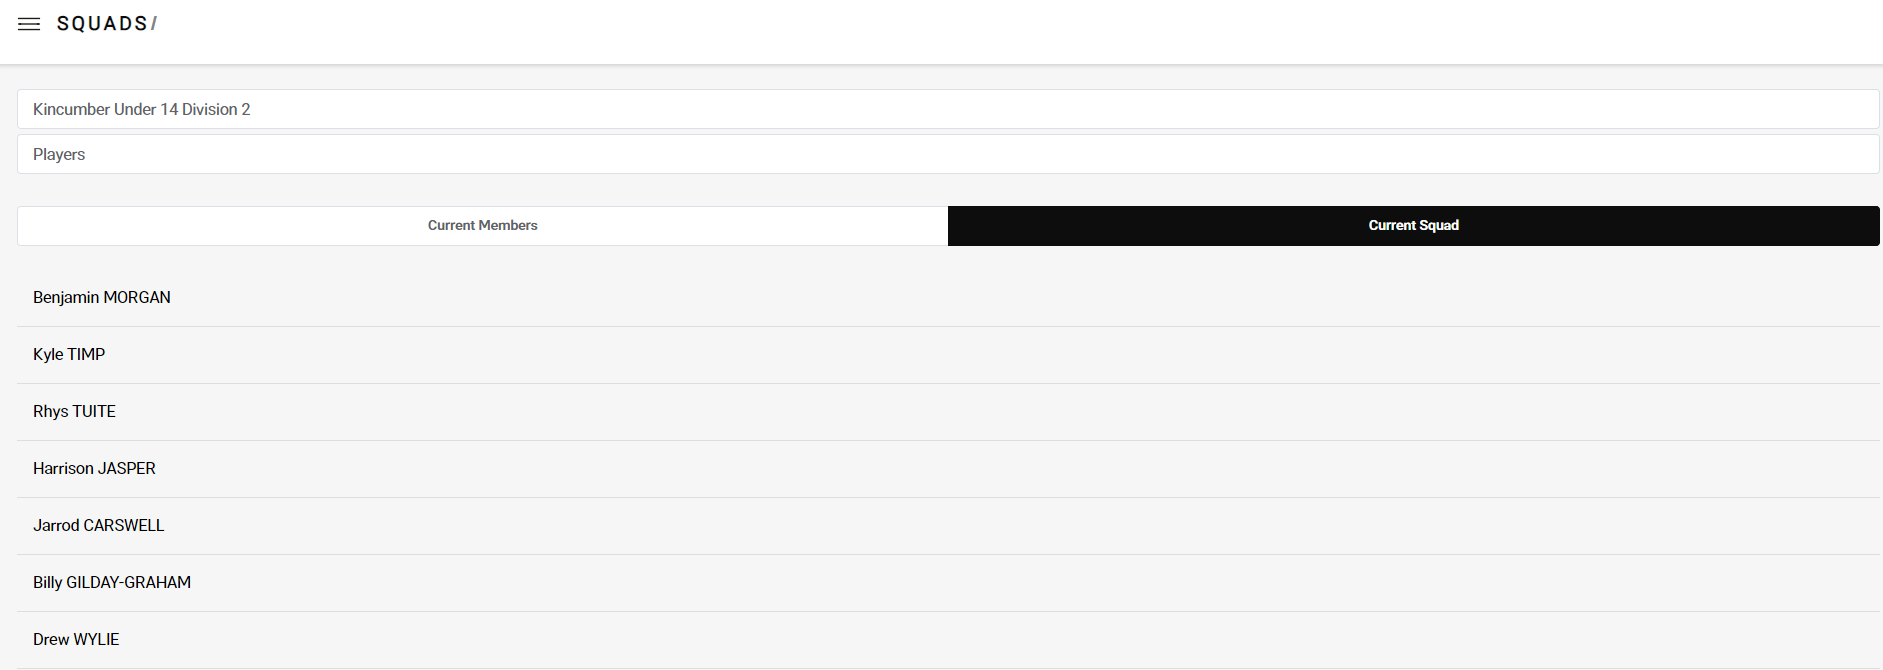 SQUADS/
Kincumber Under 14 Division 2
Players
Current Members
Current Squad
Benjamin MORGAN
Kyle TIMP
Rhys TUITE
Harrison JASPER
Jarrod CARSWELL
Billy GILDAY-GRAHAM
Drew WYLIE